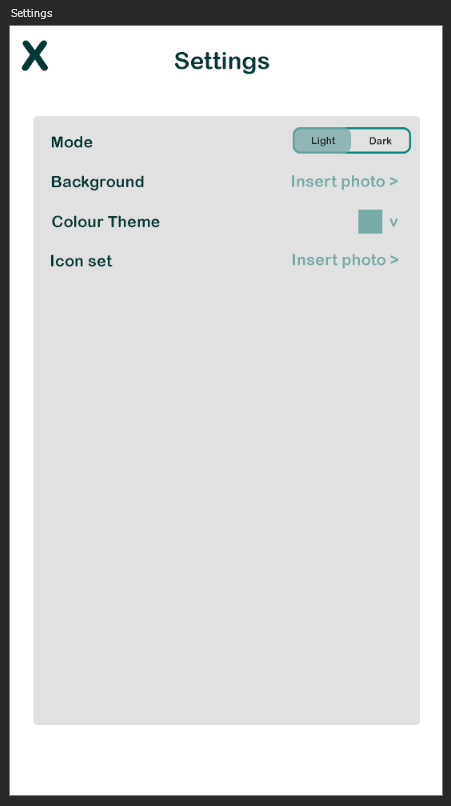 Settings
X
Settings
Mode
Light Dark
Background
Insert photo >
Colour Theme
v
Icon set
Insert photo >